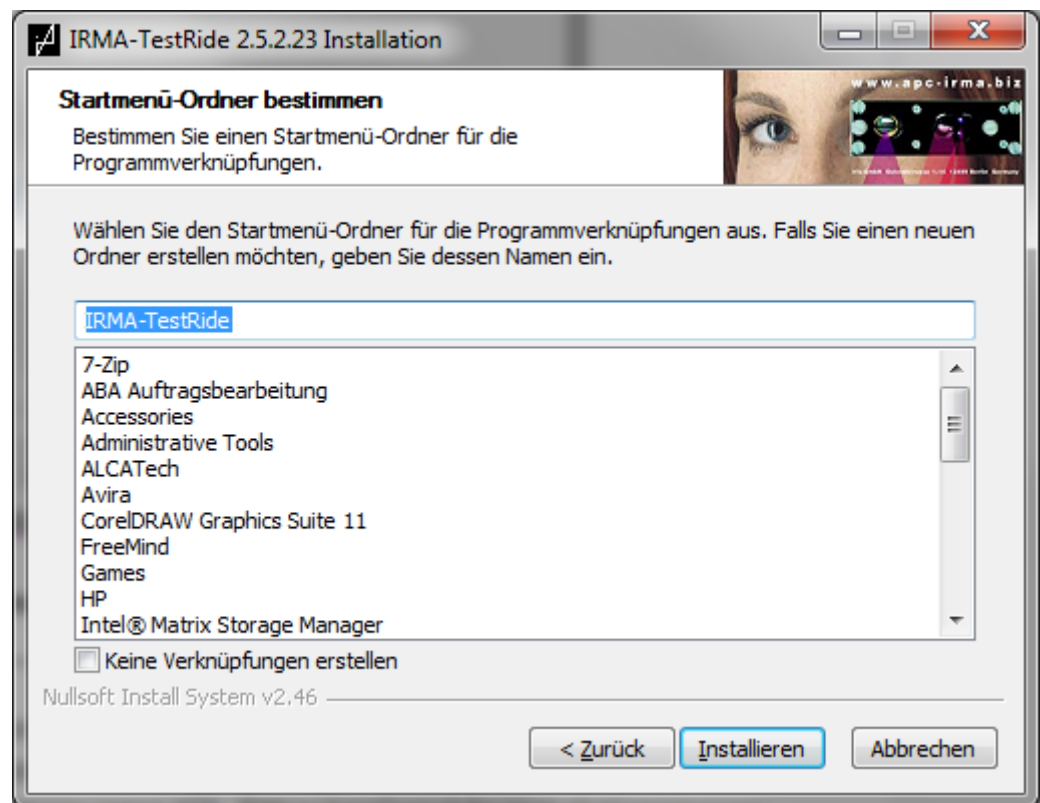 IRMA-TestRide 2.5.2.23 Installation
www.apc-irma.biz
Startmenü-Ordner bestimmen
Bestimmen Sie einen Startmenü-Ordner für die
Programmverknüpfungen.
Wählen Sie den Startmenü-Ordner für die Programmverknüpfungen aus. Falls Sie einen neuen
Ordner erstellen möchten, geben Sie dessen Namen ein.
IRMA-TestRide
7-Zip
ABA Auftragsbearbeitung
Accessories
Administrative Tools
ALCATech
Avira
CorelDRAW Graphics Suite 11
FreeMind
Games
HP
Intel® Matrix Storage Manager
Keine Verknüpfungen erstellen
Nullsoft Install System v2.46
< Zurück
Installieren
Abbrechen